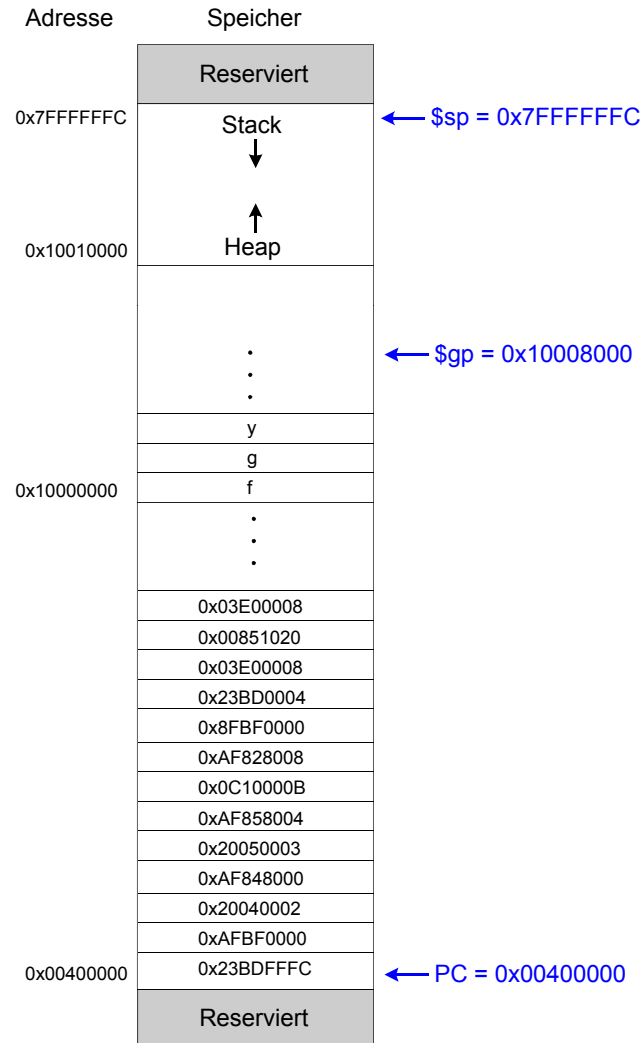 Adresse Speicher
Reserviert
0x7FFFFFFC Stack $sp = 0x7FFFFFFC
0x10010000 Heap
$gp = 0x10008000
y
g
0x10000000 f
0x03E00008
0x00851020
0x03E00008
0x23BD0004
0x8FBF0000
0xAF828008
0x0C10000B
0xAF858004
0x20050003
0xAF848000
0x20040002
0xAFBF0000
0x00400000 0x23BDFFFC PC = 0x00400000
Reserviert